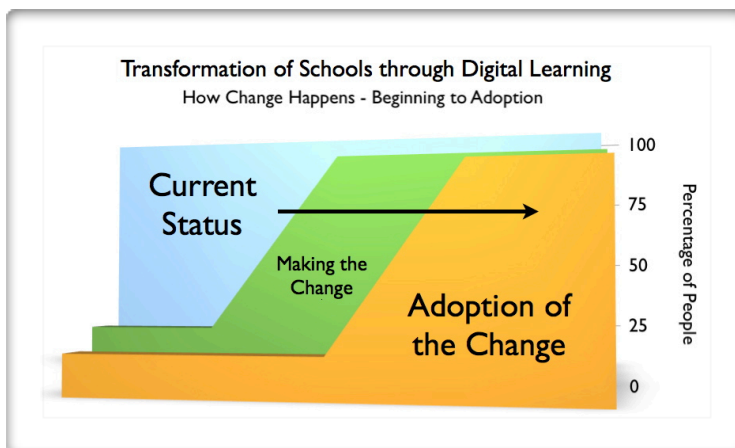 Transformation of Schools through Digital Learning
How Change Happens - Beginning to Adoption
Current
Status
Making the
Change
Adoption of
the Change
100
75
50
25
0
Percentage of People